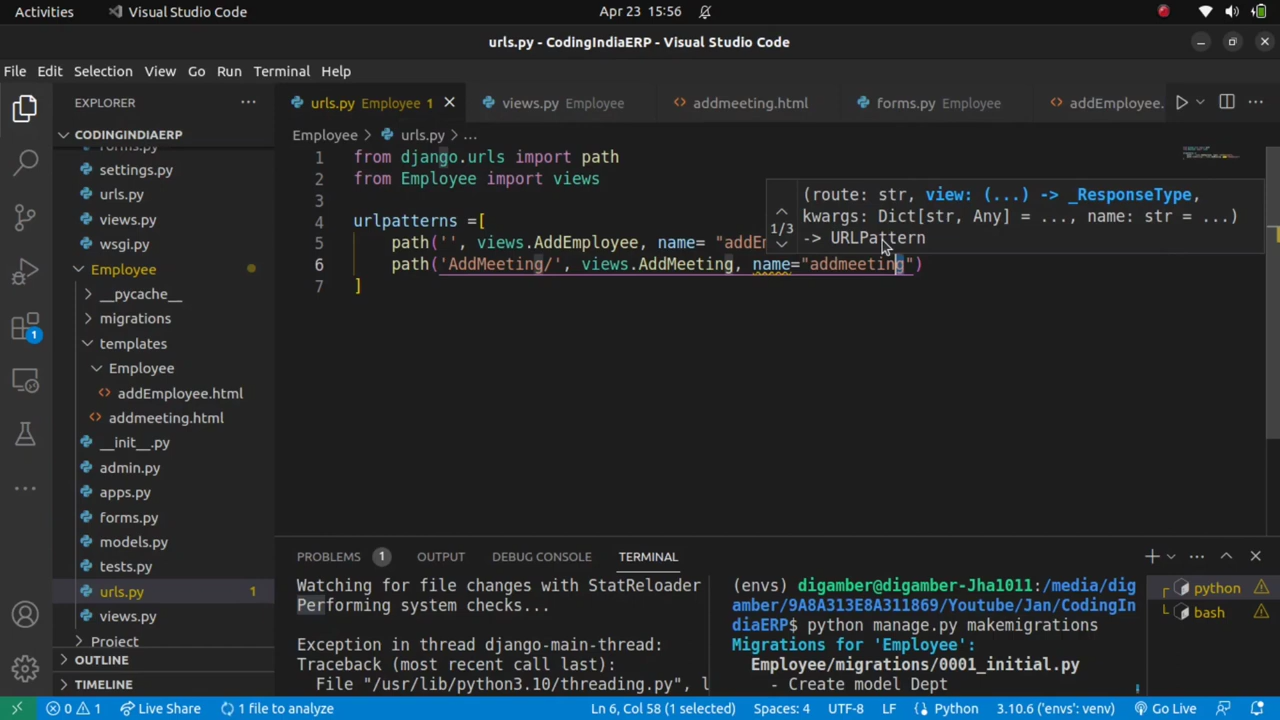 Activities
Visual Studio Code
Apr 23 15:56
urls.py - CodingIndiaERP - Visual Studio Code
File Edit Selection View Go Run Terminal Help
EXPLORER
urls.py Employee 1
views.py Employee
addmeeting.html
forms.py Employee
addEmployee.
CODINGINDIAERP
forms.py
settings.py
urls.py
views.py
wsgi.py
Employee
__pycache__
migrations
templates
Employee
addEmployee.html
addmeeting.html
__init__.py
admin.py
apps.py
forms.py
models.py
tests.py
urls.py 1
views.py
Project
OUTLINE
TIMELINE
1
Employee > urls.py > ...
1 from django.urls import path
2 from Employee import views
3
4 urlpatterns =[
5 path('', views.AddEmployee, name= "addE
6 path('AddMeeting/', views.AddMeeting, name="addmeeting")
7 ]
1/3
(route: str, view: (...) -> _ResponseType,
kwargs: Dict[str, Any] = ..., name: str = ...)
-> URLPattern
PROBLEMS 1 OUTPUT DEBUG CONSOLE TERMINAL
Watching for file changes with StatReloader
Performing system checks...
Exception in thread django-main-thread:
Traceback (most recent call last):
File "/usr/lib/python3.10/threading.py", l
(envs) digamber@digamber-Jha1011:/media/dig
amber/9A8A313E8A311869/Youtube/Jan/CodingIn
diaERP$ python manage.py makemigrations
Migrations for 'Employee':
Employee/migrations/0001_initial.py
- Create model Dept
python
bash
0 1
Live Share
1 file to analyze
Ln 6, Col 58 (1 selected)
Spaces: 4
UTF-8
LF
Python
3.10.6 ('envs': venv)
Go Live